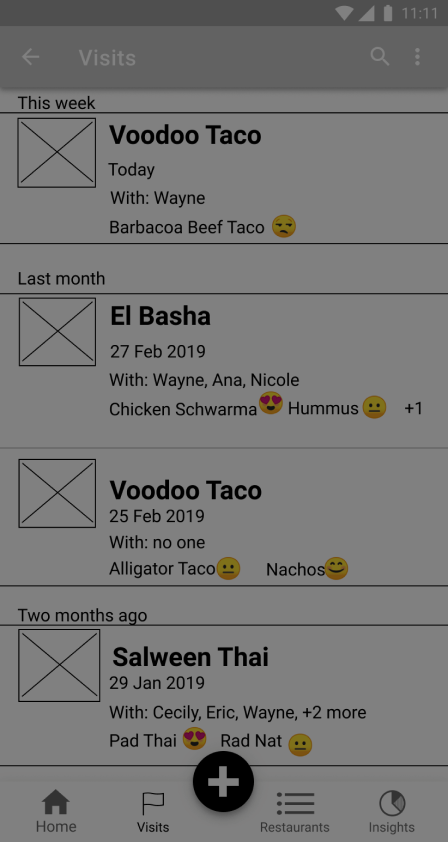 11:11
Visits
This week
Voodoo Taco
Today
With: Wayne
Barbacoa Beef Taco
Last month
El Basha
27 Feb 2019
With: Wayne, Ana, Nicole
Chicken Schwarma Hummus +1
Voodoo Taco
25 Feb 2019
With: no one
Alligator Taco Nachos
Two months ago
Salween Thai
29 Jan 2019
With: Cecily, Eric, Wayne, +2 more
Pad Thai Rad Nat
Home Visits Restaurants Insights